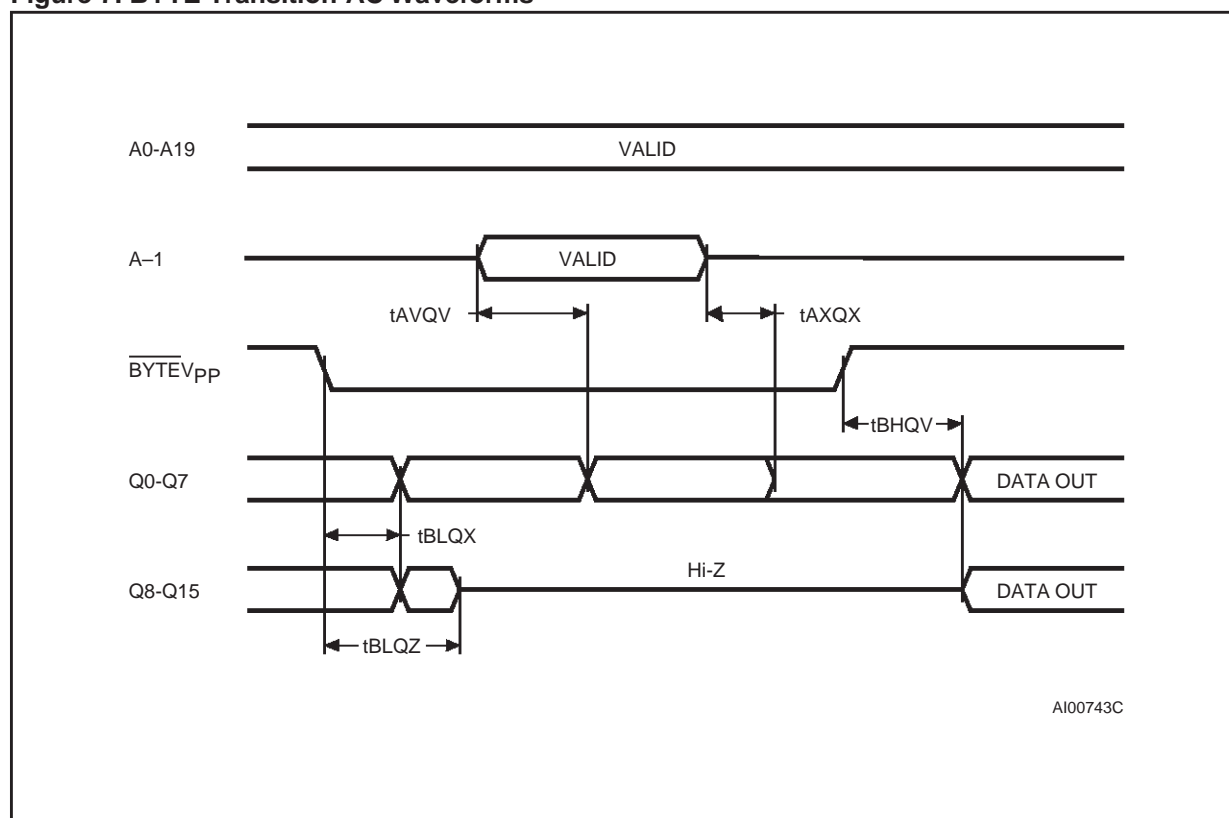 A0-A19
VALID
A–1
VALID
tAVQV
tAXQX
BYTEVPP
tBHQV
Q0-Q7
DATA OUT
tBLQX
Q8-Q15
Hi-Z
DATA OUT
tBLQZ
AI00743C